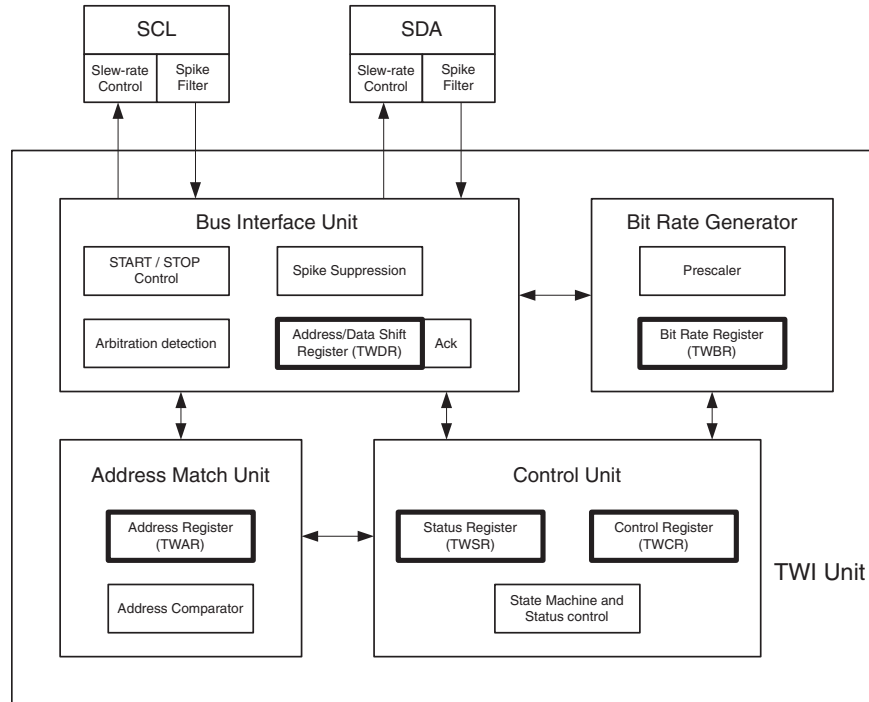 SCL
Slew-rate
Control
Spike
Filter
SDA
Slew-rate
Control
Spike
Filter
Bus Interface Unit
START / STOP
Control
Spike Suppression
Arbitration detection
Address/Data Shift
Register (TWDR)
Ack
Bit Rate Generator
Prescaler
Bit Rate Register
(TWBR)
Address Match Unit
Address Register
(TWAR)
Address Comparator
Control Unit
Status Register
(TWSR)
Control Register
(TWCR)
State Machine and
Status control
TWI Unit